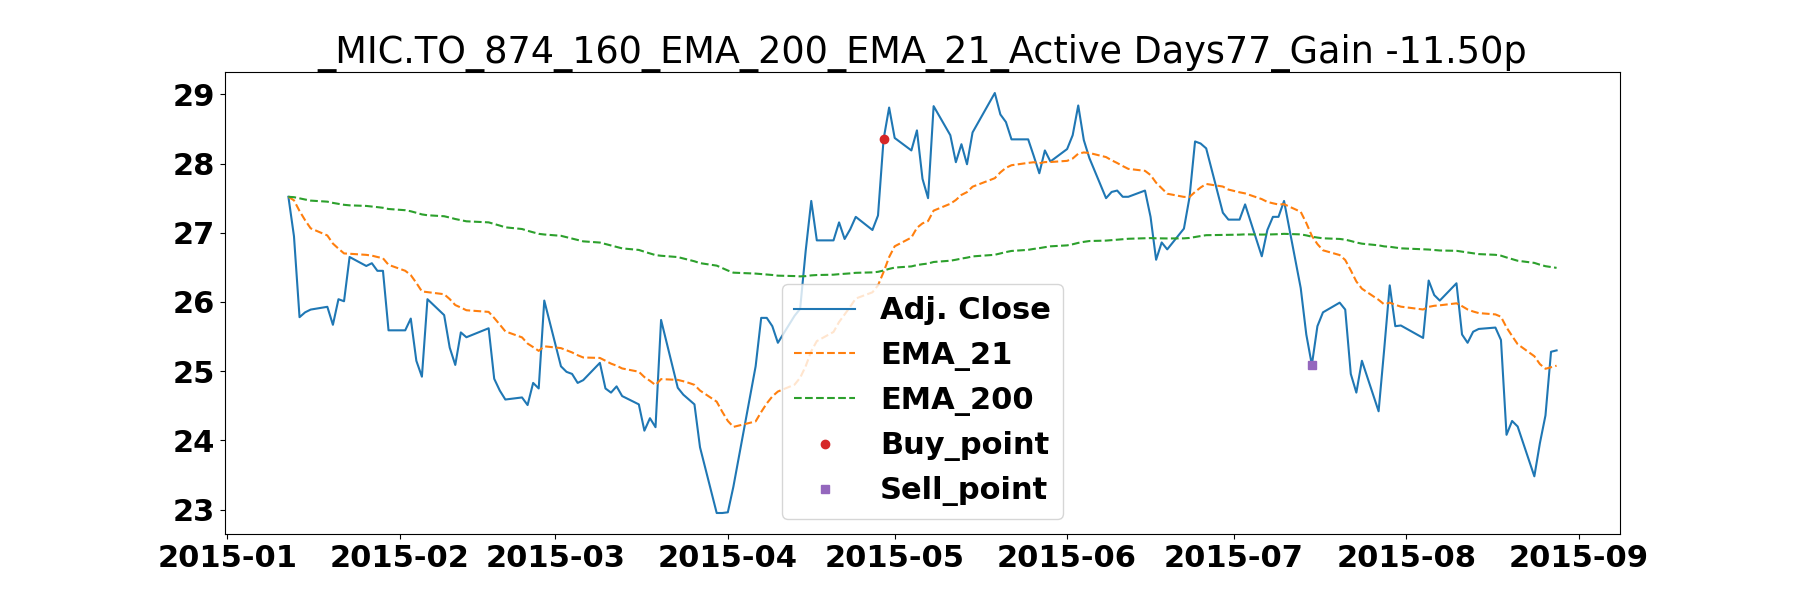 _MIC.TO_874_160_EMA_200_EMA_21_Active Days77_Gain -11.50p
29
28
27
26
25
24
23
Adj. Close
EMA_21
EMA_200
Buy_point
Sell_point
2015-01 2015-02 2015-03 2015-04 2015-05 2015-06 2015-07 2015-08 2015-09